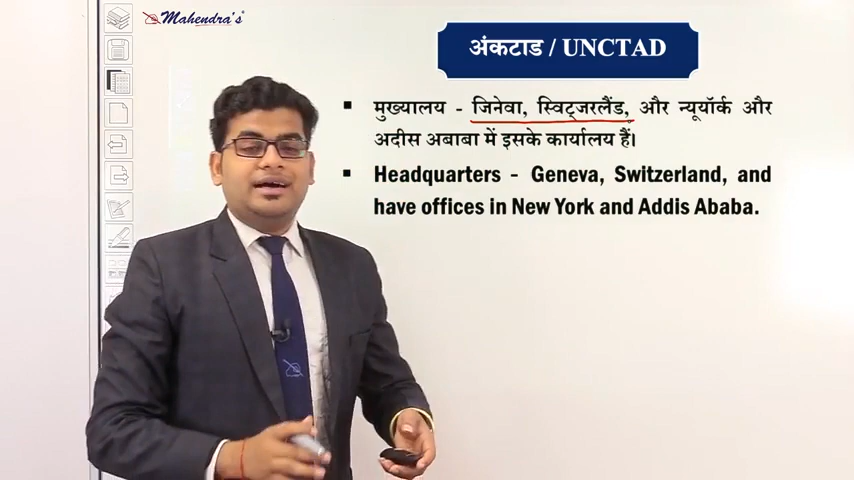 Mahendra's
अंकटाड / UNCTAD
▪ मुख्यालय - जिनेवा, स्विट्जरलैंड, और न्यूयॉर्क और
अदीस अबाबा में इसके कार्यालय हैं।
▪ Headquarters - Geneva, Switzerland, and
have offices in New York and Addis Ababa.